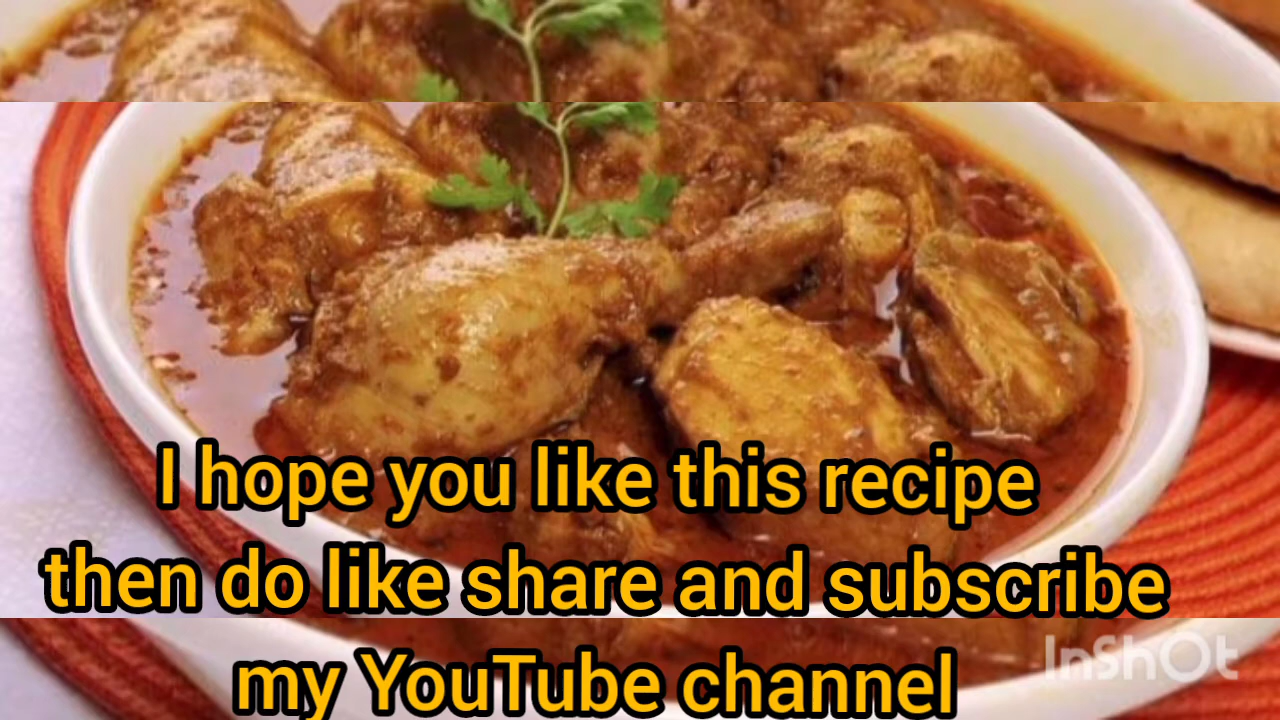 I hope you like this recipe
then do like share and subscribe
my YouTube channel
InShOt